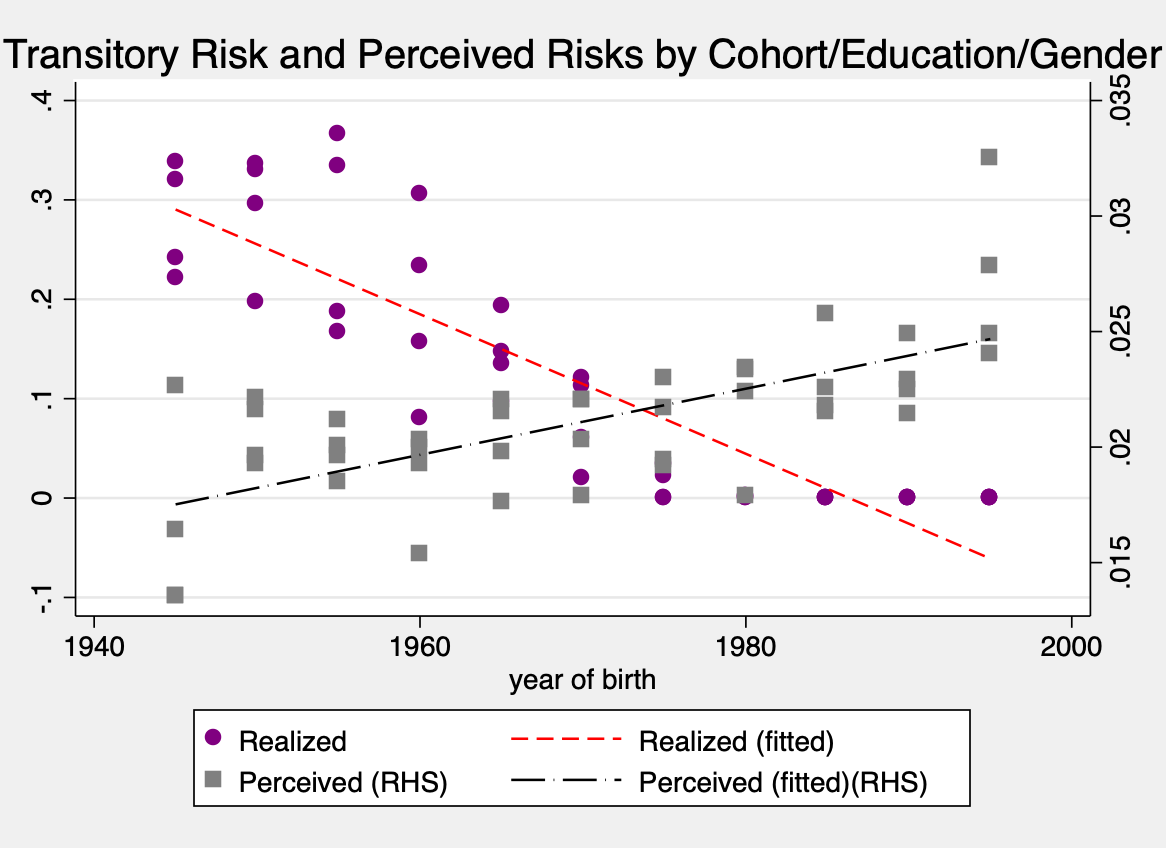 Transitory Risk and Perceived Risks by Cohort/Education/Gender
.4
.3
.2
.1
0
-.1
.035
.03
.025
.02
.015
1940 1960 1980 2000
year of birth
Realized Realized (fitted)
Perceived (RHS) Perceived (fitted)(RHS)